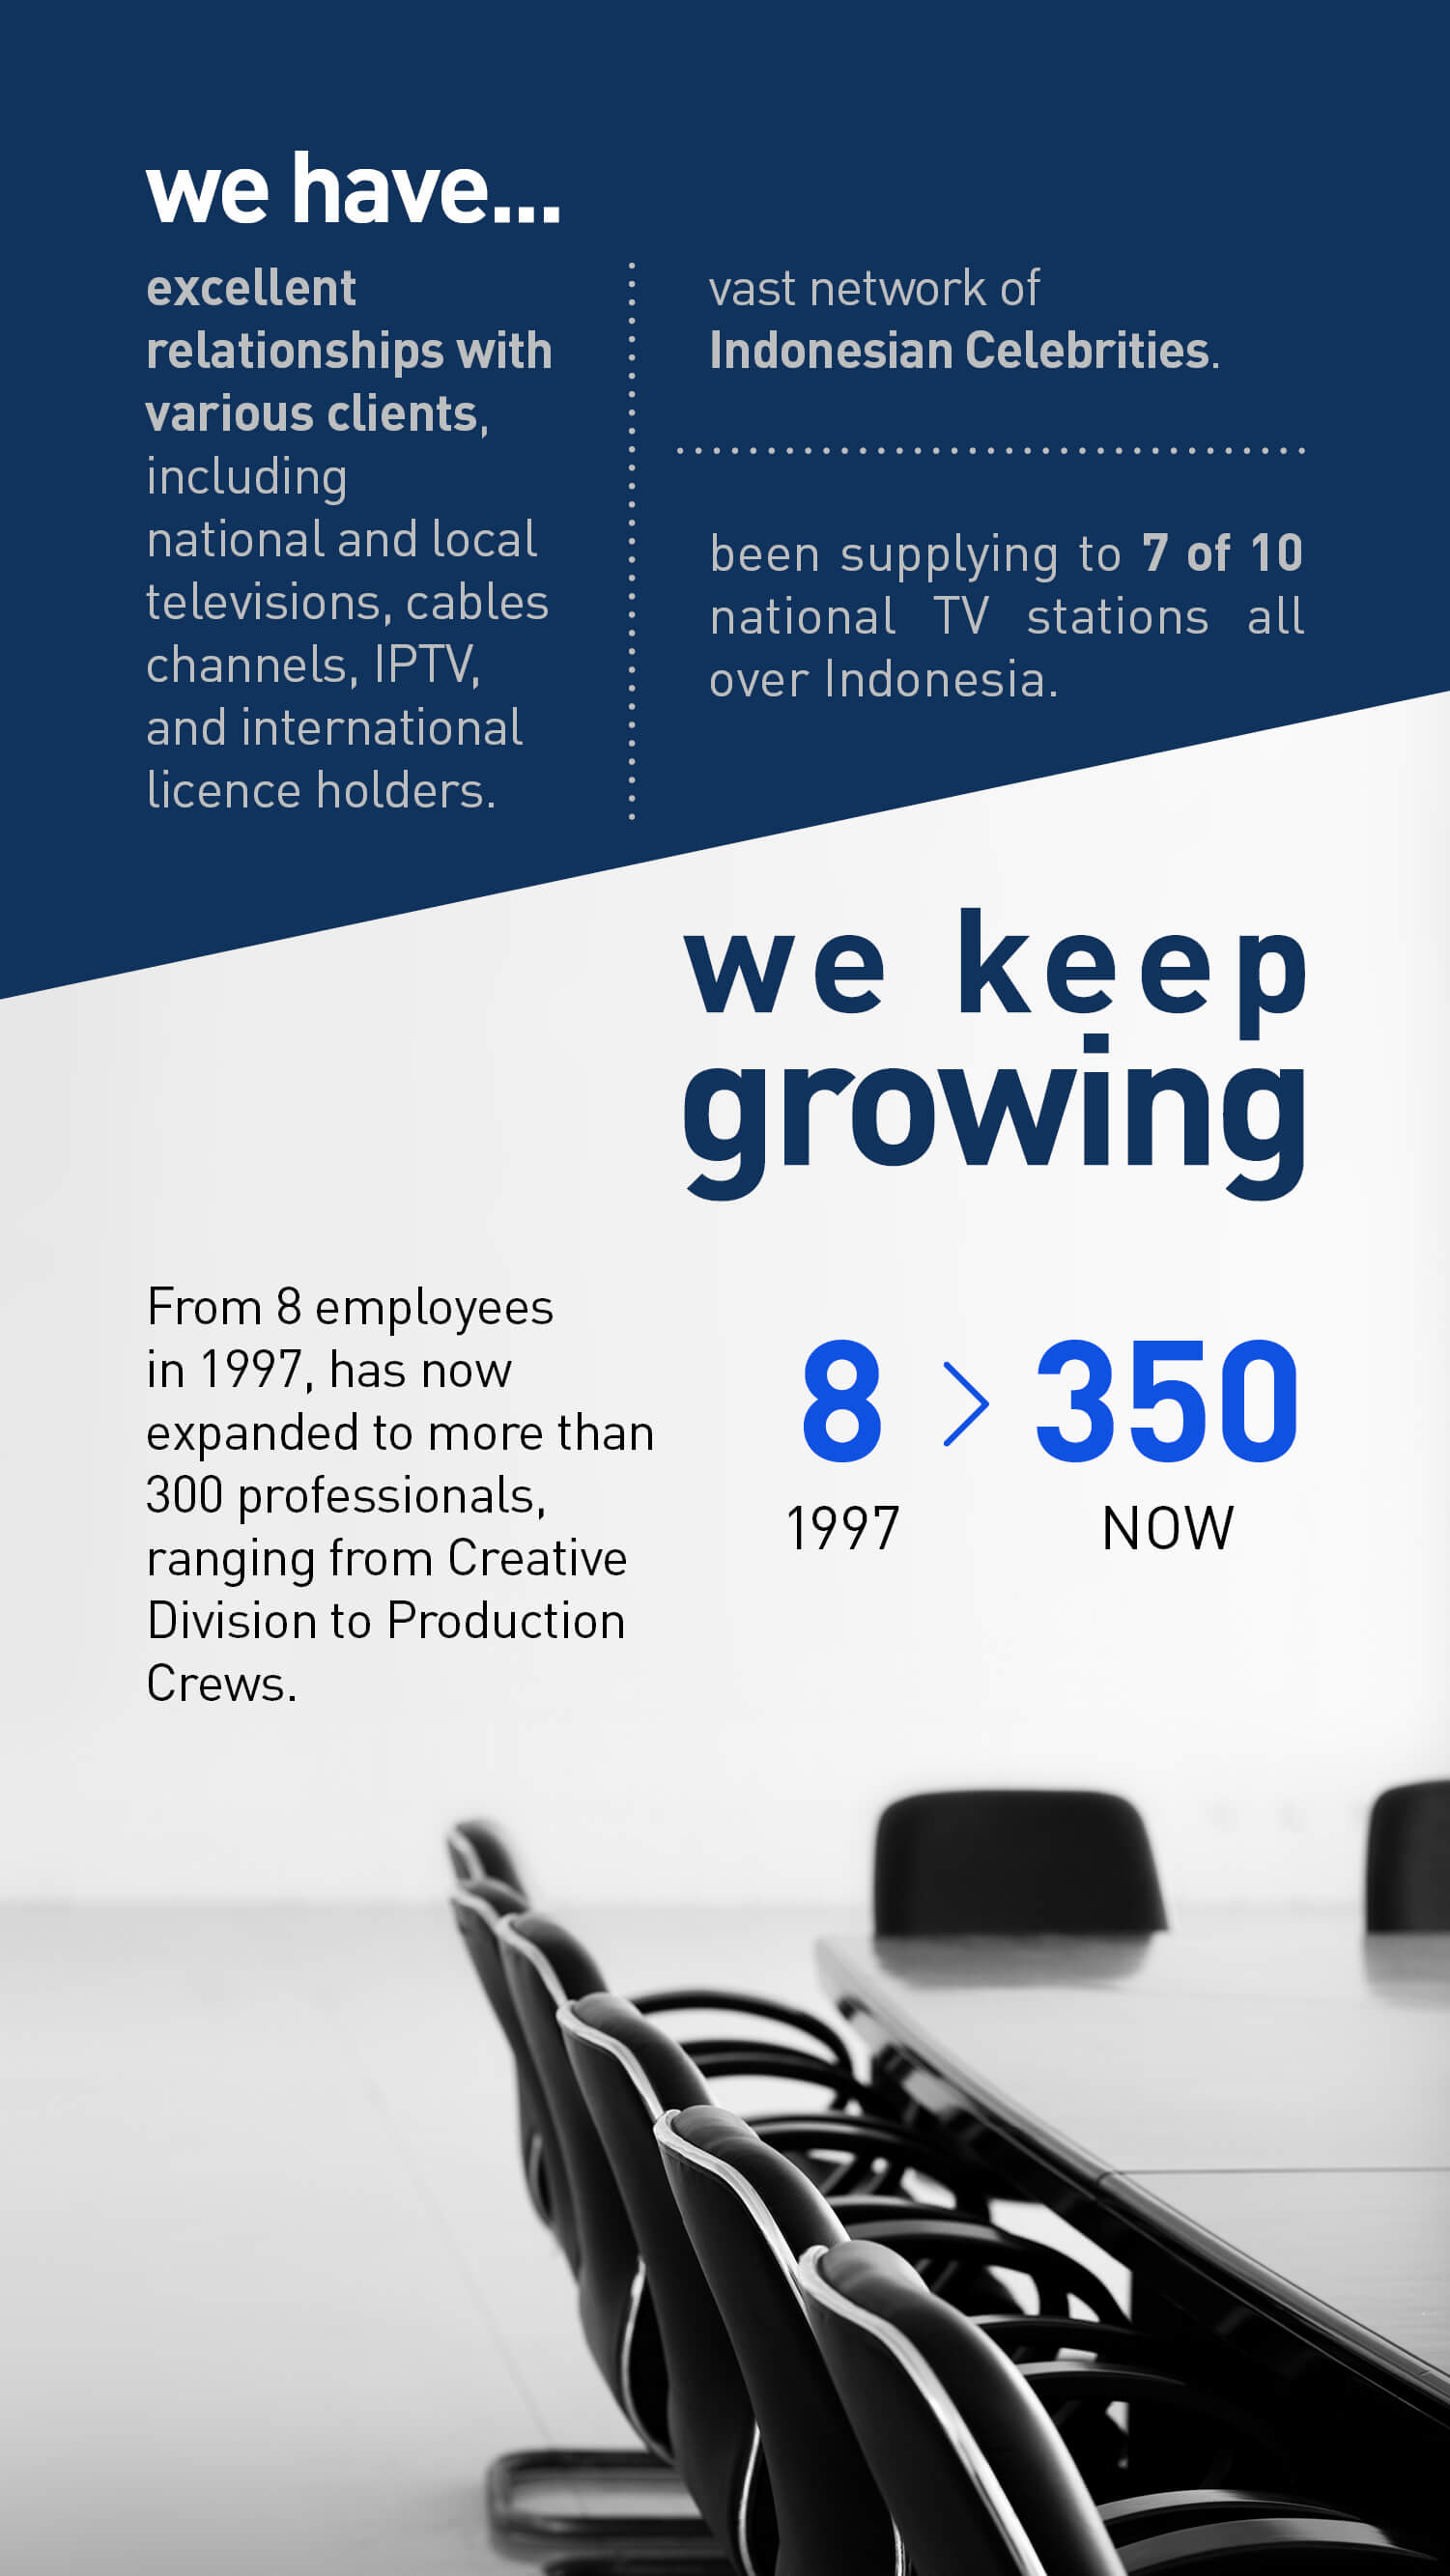 we have...
excellent
relationships with
various clients,
including
national and local
televisions, cables
channels, IPTV,
and international
licence holders.
vast network of
Indonesian Celebrities.
been supplying to 7 of 10
national TV stations all
over Indonesia.
we keep
growing
From 8 employees
in 1997, has now
expanded to more than
300 professionals,
ranging from Creative
Division to Production
Crews.
8 > 350
1997 NOW